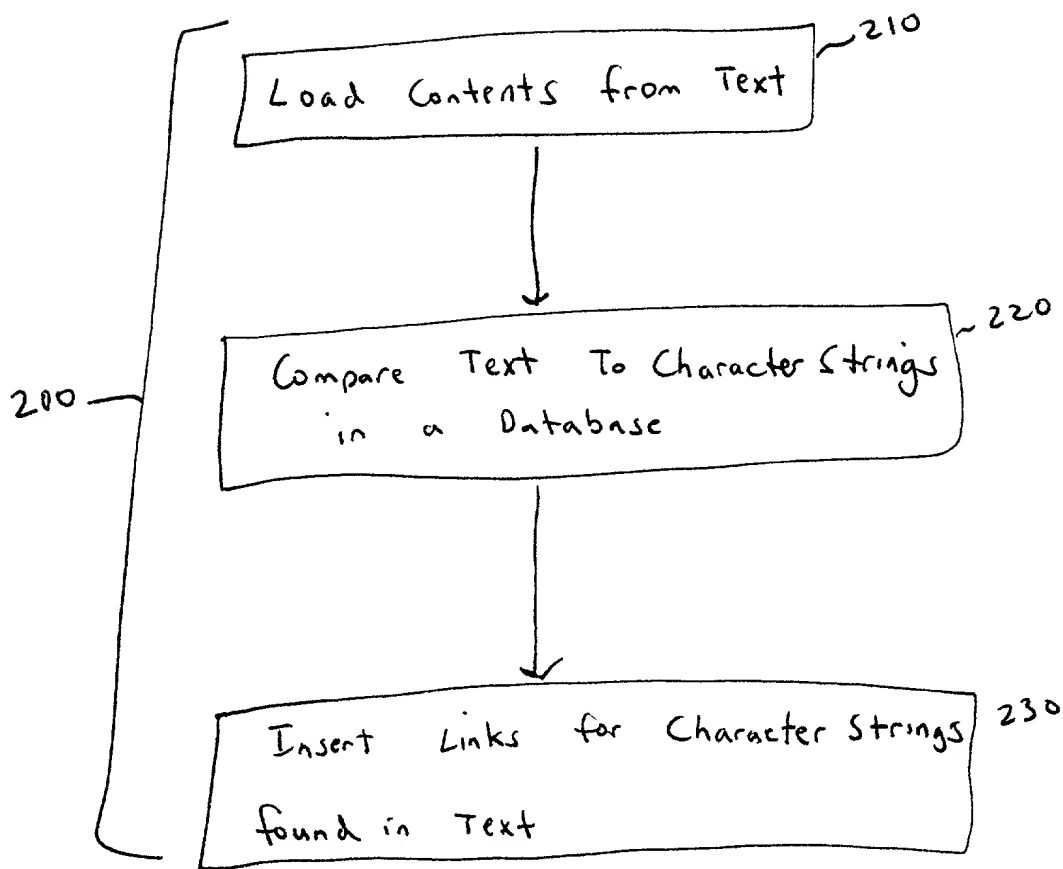 210
Load Contents from Text
220
Compare Text To Character Strings
in a Database
200
230
Insert Links for Character Strings
found in Text